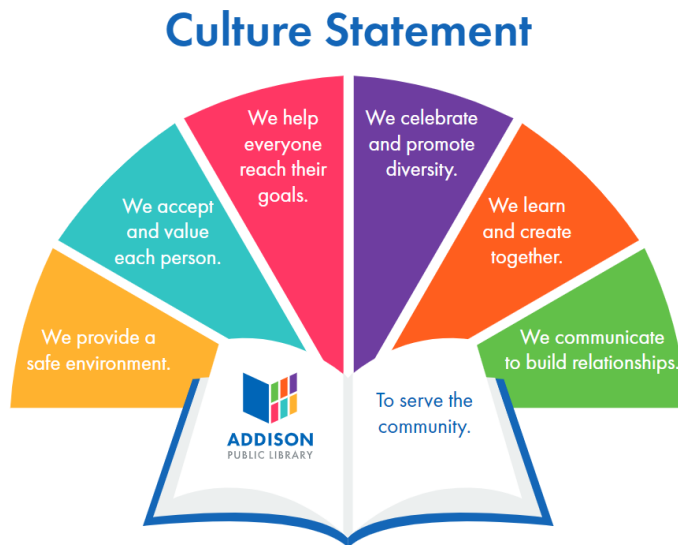 Culture Statement
We provide a
safe environment.
We accept
and value
each person.
We help
everyone
reach their
goals.
We celebrate
and promote
diversity.
We learn
and create
together.
We communicate
to build relationships.
ADDISON
PUBLIC LIBRARY
To serve the
community.